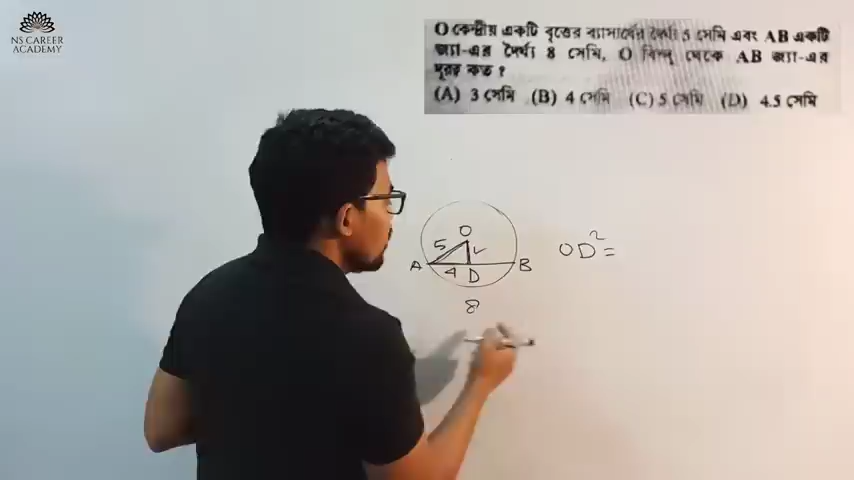 NS CAREER
ACADEMY
O কেন্দ্রীয় একটি বৃত্তের ব্যাসার্ধের দৈর্ঘ্য 5 সেমি এবং AB একটি
জ্যা-এর দৈর্ঘ্য 8 সেমি, O বিন্দু থেকে AB জ্যা-এর
দূরত্ব কত ?
(A) 3 সেমি (B) 4 সেমি (C) 5 সেমি (D) 4.5 সেমি
O
5
A 4 D B
8
OD²=